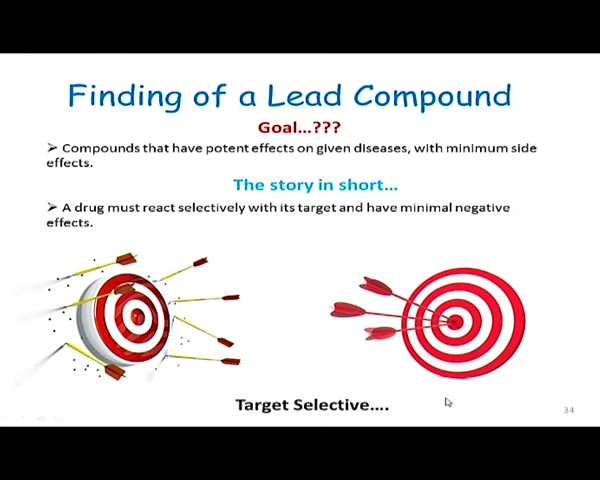 Finding of a Lead Compound
Goal...???
➢ Compounds that have potent effects on given diseases, with minimum side
effects.
The story in short...
➢ A drug must react selectively with its target and have minimal negative
effects.
Target Selective....
34